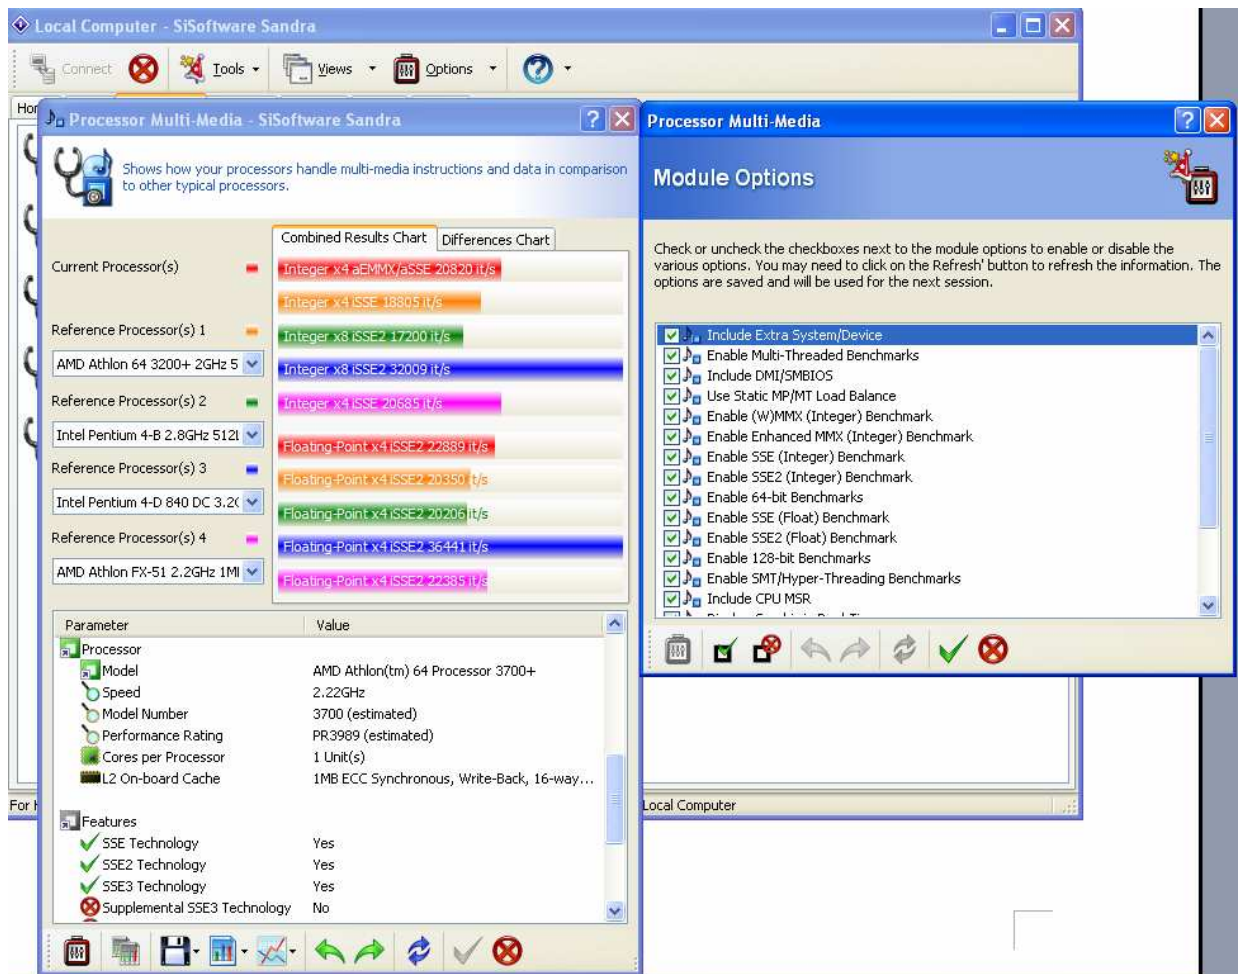 Local Computer - SiSoftware Sandra
Connect Tools Views Options
Processor Multi-Media - SiSoftware Sandra
Shows how your processors handle multi-media instructions and data in comparison
to other typical processors.
Combined Results Chart Differences Chart
Current Processor(s)
Integer x4 aEMMX/aSSE 20820 it/s
Integer x4 iSSE 18805 it/s
Reference Processor(s) 1
Integer x8 iSSE2 17200 it/s
AMD Athlon 64 3200+ 2GHz 5
Integer x8 iSSE2 32009 it/s
Reference Processor(s) 2
Integer x4 iSSE 20685 it/s
Intel Pentium 4-B 2.8GHz 512
Floating-Point x4 iSSE2 22889 it/s
Reference Processor(s) 3
Floating-Point x4 iSSE2 20350 it/s
Intel Pentium 4-D 840 DC 3.2
Floating-Point x4 iSSE2 20206 it/s
Reference Processor(s) 4
Floating-Point x4 iSSE2 36441 it/s
AMD Athlon FX-51 2.2GHz 1M
Floating-Point x4 iSSE2 22385 it/s
Parameter Value
Processor
Model AMD Athlon(tm) 64 Processor 3700+
Speed 2.22GHz
Model Number 3700 (estimated)
Performance Rating PR3989 (estimated)
Cores per Processor 1 Unit(s)
L2 On-board Cache 1MB ECC Synchronous, Write-Back, 16-way...
Features
SSE Technology Yes
SSE2 Technology Yes
SSE3 Technology Yes
Supplemental SSE3 Technology No
Processor Multi-Media
Module Options
Check or uncheck the checkboxes next to the module options to enable or disable the
various options. You may need to click on the Refresh' button to refresh the information. The
options are saved and will be used for the next session.
Include Extra System/Device
Enable Multi-Threaded Benchmarks
Include DMI/SMBIOS
Use Static MP/MT Load Balance
Enable (W)MMX (Integer) Benchmark
Enable Enhanced MMX (Integer) Benchmark
Enable SSE (Integer) Benchmark
Enable SSE2 (Integer) Benchmark
Enable 64-bit Benchmarks
Enable SSE (Float) Benchmark
Enable SSE2 (Float) Benchmark
Enable 128-bit Benchmarks
Enable SMT/Hyper-Threading Benchmarks
Include CPU MSR
For
Local Computer